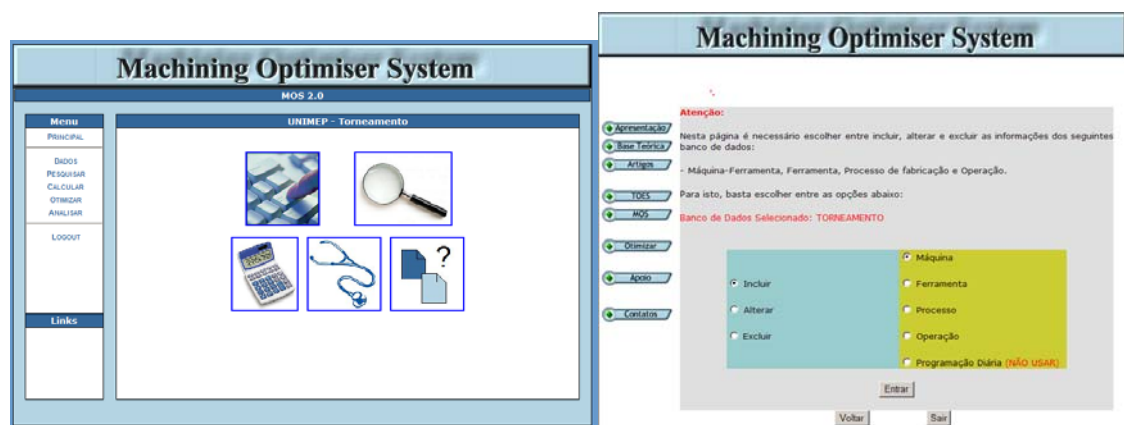 Machining Optimiser System
MOS 2.0
Menu
PRINCIPAL
DADOS
PESQUISAR
CALCULAR
OTIMIZAR
ANALISAR
LOGOUT
Links
UNIMEP - Torneamento
?
Machining Optimiser System
Apresentação
Base Teórica
Artigos
TOES
MOS
Otimizar
Apoio
Contatos
Atenção:
Nesta página é necessário escolher entre incluir, alterar e excluir as informações dos seguintes
banco de dados:
- Máquina-Ferramenta, Ferramenta, Processo de fabricação e Operação.
Para isto, basta escolher entre as opções abaixo:
Banco de Dados Selecionado: TORNEAMENTO
Incluir
Alterar
Excluir
Máquina
Ferramenta
Processo
Operação
Programação Diária (NÃO USAR)
Entrar
Voltar Sair